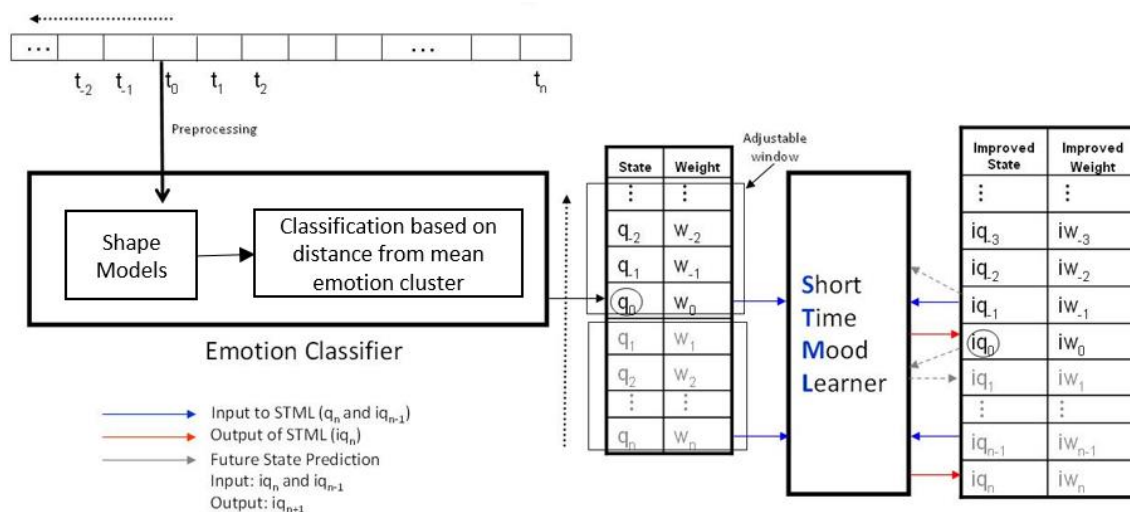 ... ...
t-2 t-1 t0 t1 t2 tn
Preprocessing
Shape
Models
Classification based on
distance from mean
emotion cluster
Emotion Classifier
Input to STML (qn and iqn-1)
Output of STML (iqn)
Future State Prediction
Input: iqn and iqn-1
Output: iqn+1
Adjustable
window
State Weight
⋮ ⋮
q-2 w-2
q-1 w-1
q0 w0
q1 w1
q2 w2
⋮ ⋮
qn wn
Short
Time
Mood
Learner
Improved State Improved Weight
⋮ ⋮
iq-3 iw-3
iq-2 iw-2
iq-1 iw-1
iq0 iw0
iq1 iw1
⋮ ⋮
iqn-1 iwn-1
iqn iwn